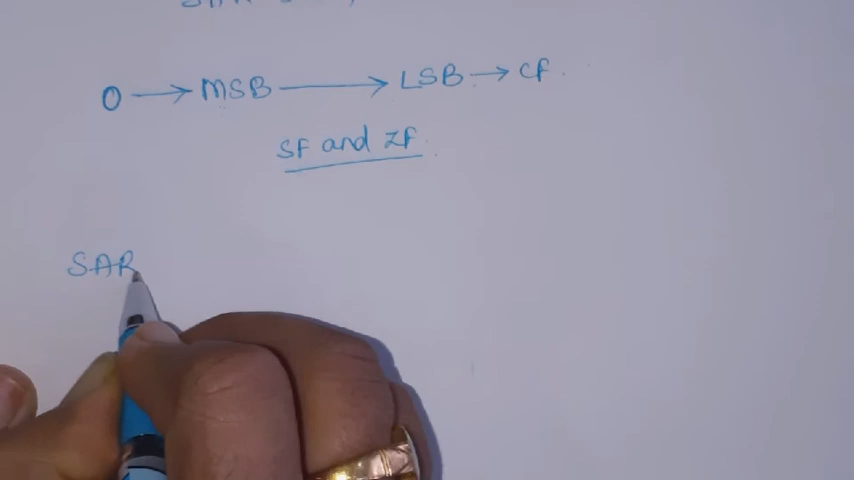 0 → MSB → LSB → CF.
SF and ZF.
SAR